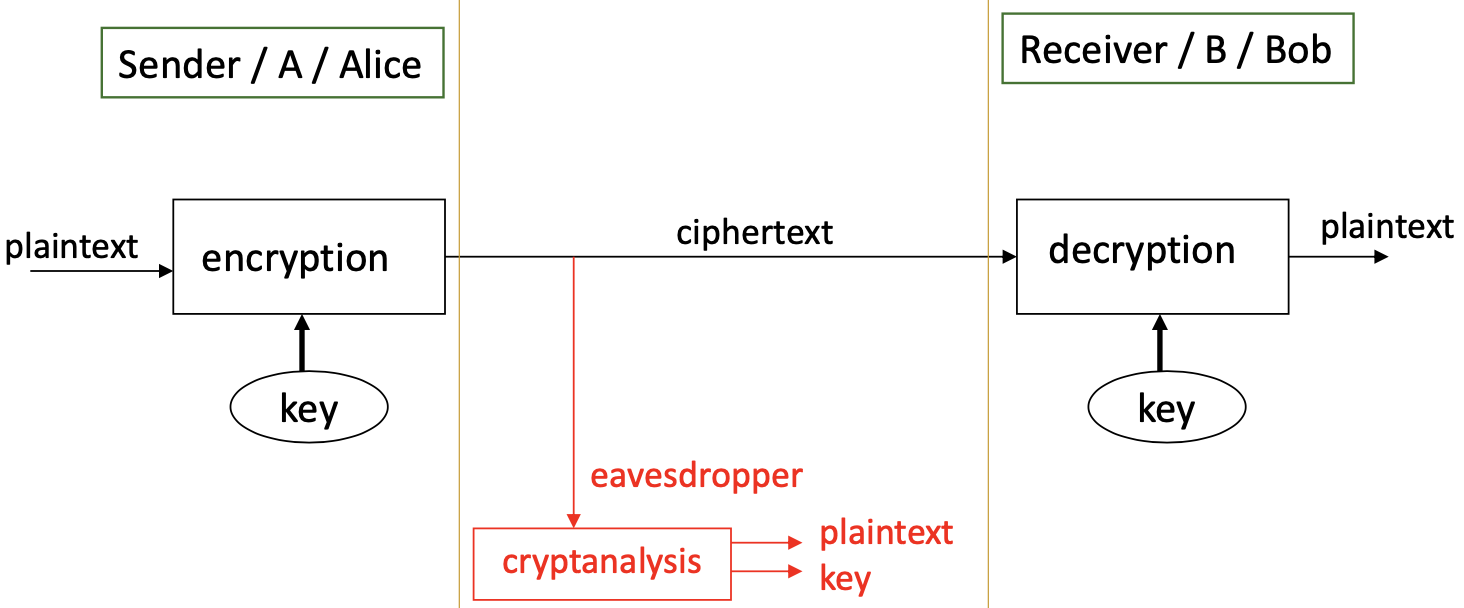 Sender / A / Alice
Receiver / B / Bob
plaintext
encryption
ciphertext
decryption
plaintext
key
key
eavesdropper
cryptanalysis
plaintext
key